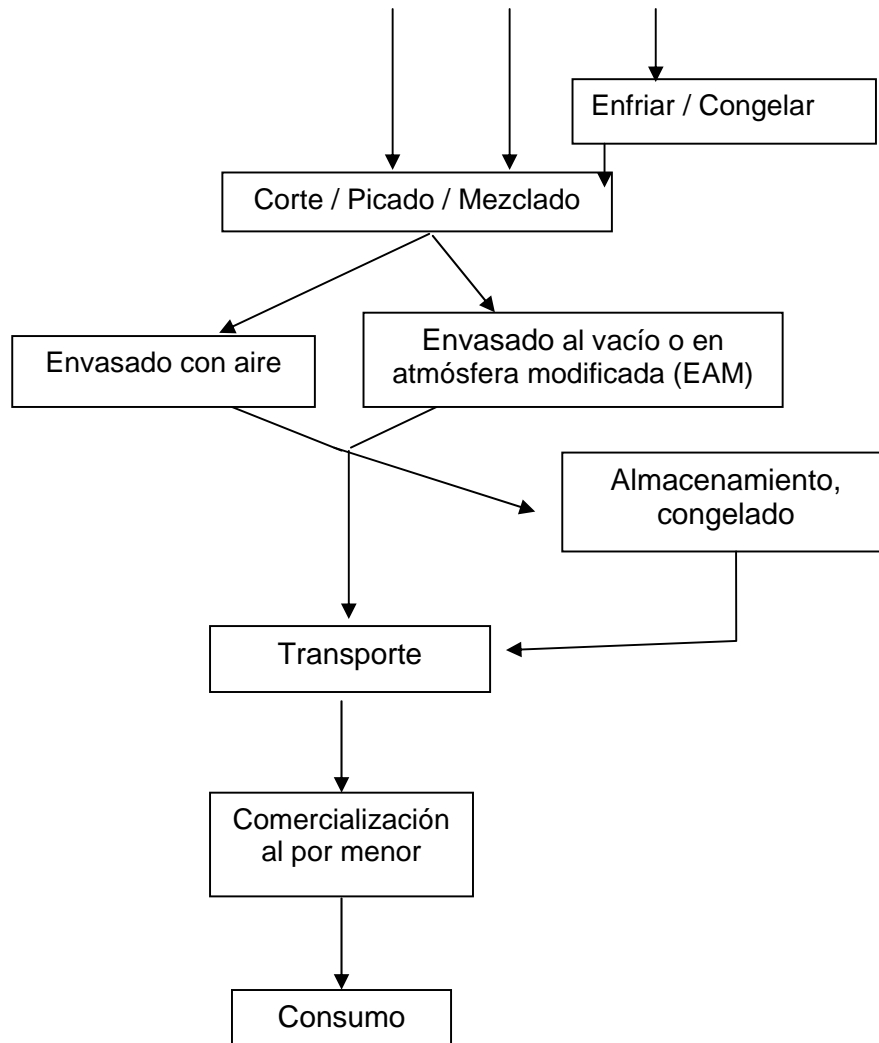 Enfriar / Congelar
Corte / Picado / Mezclado
Envasado con aire
Envasado al vacío o en
atmósfera modificada (EAM)
Almacenamiento,
congelado
Transporte
Comercialización
al por menor
Consumo